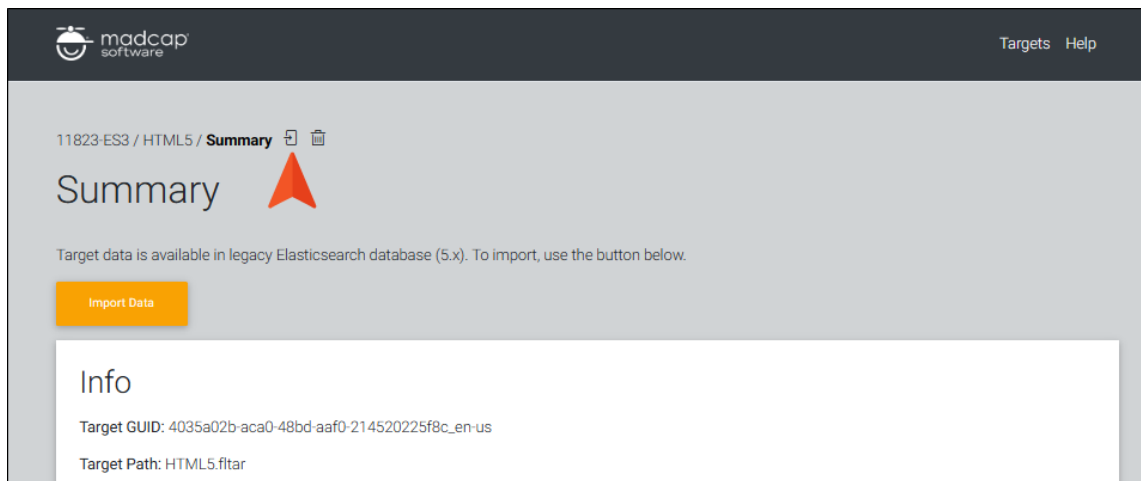 madcap
software
Targets Help
11823-ES3 / HTML5 / Summary
Summary
Target data is available in legacy Elasticsearch database (5.x). To import, use the button below.
Import Data
Info
Target GUID: 4035a02b-aca0-48bd-aaf0-214520225f8c_en-us
Target Path: HTML5.fltar